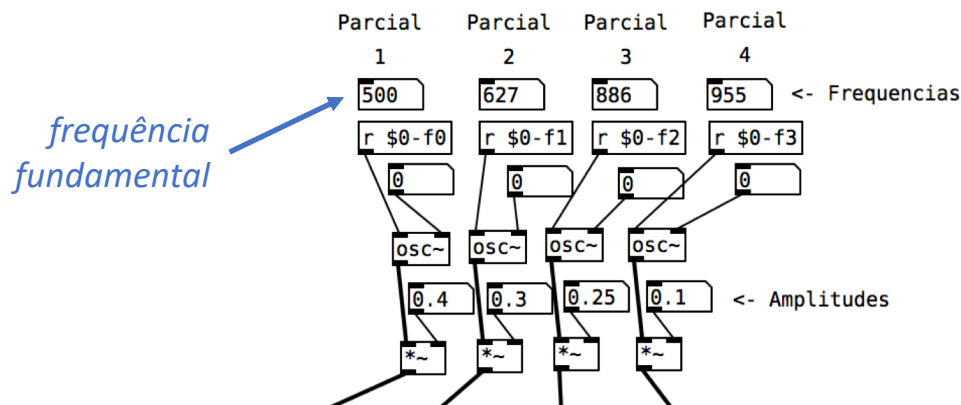 Parcial Parcial Parcial Parcial
1 2 3 4
500 627 886 955 <- Frequencias
frequência
fundamental
r $0-f0 r $0-f1 r $0-f2 r $0-f3
0 0 0 0
osc~ osc~ osc~ osc~
0.4 0.3 0.25 0.1 <- Amplitudes
*~ *~ *~ *~